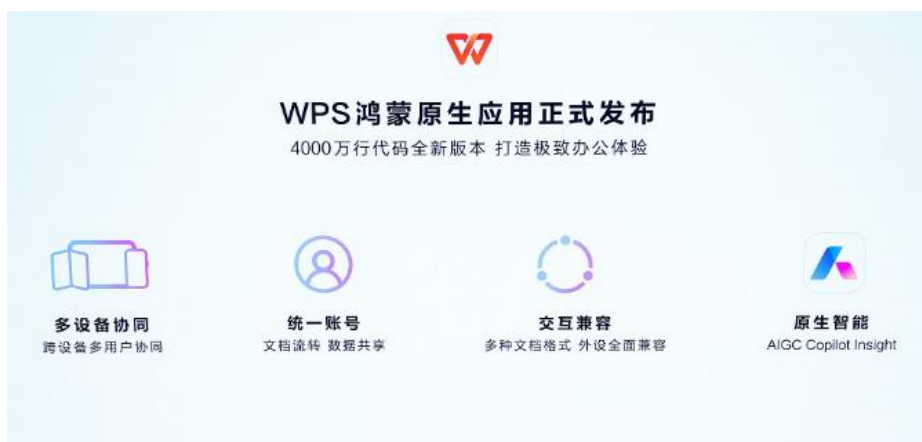 WPS鸿蒙原生应用正式发布
4000万行代码全新版本 打造极致办公体验
多设备协同
跨设备多用户协同
统一账号
文档流转 数据共享
交互兼容
多种文档格式 外设全面兼容
原生智能
AIGC Copilot Insight